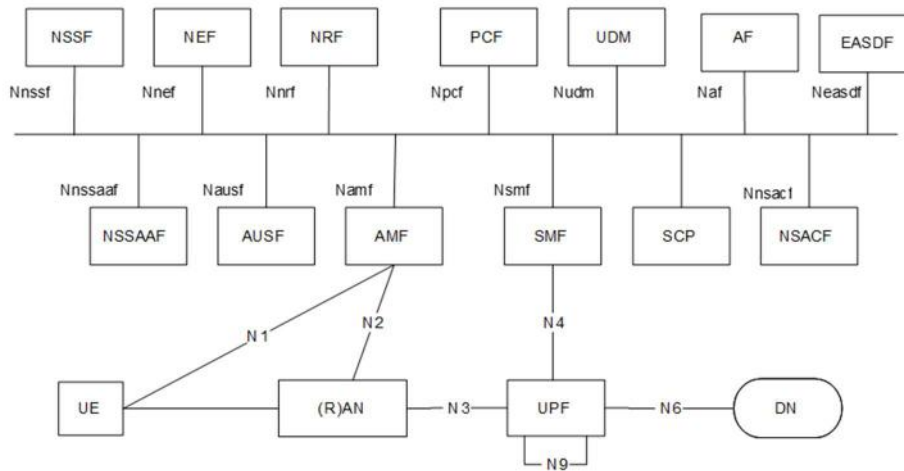 NSSF NEF NRF PCF UDM AF EASDF
Nnssf Nnef Nnrf Npcf Nudm Naf Neasdf
Nnssaaf Nausf Namf Nsmf Nnsacf
NSSAAF AUSF AMF SMF SCP NSACF
N1 N2 N4
UE (R)AN N3 UPF N6 DN
N9